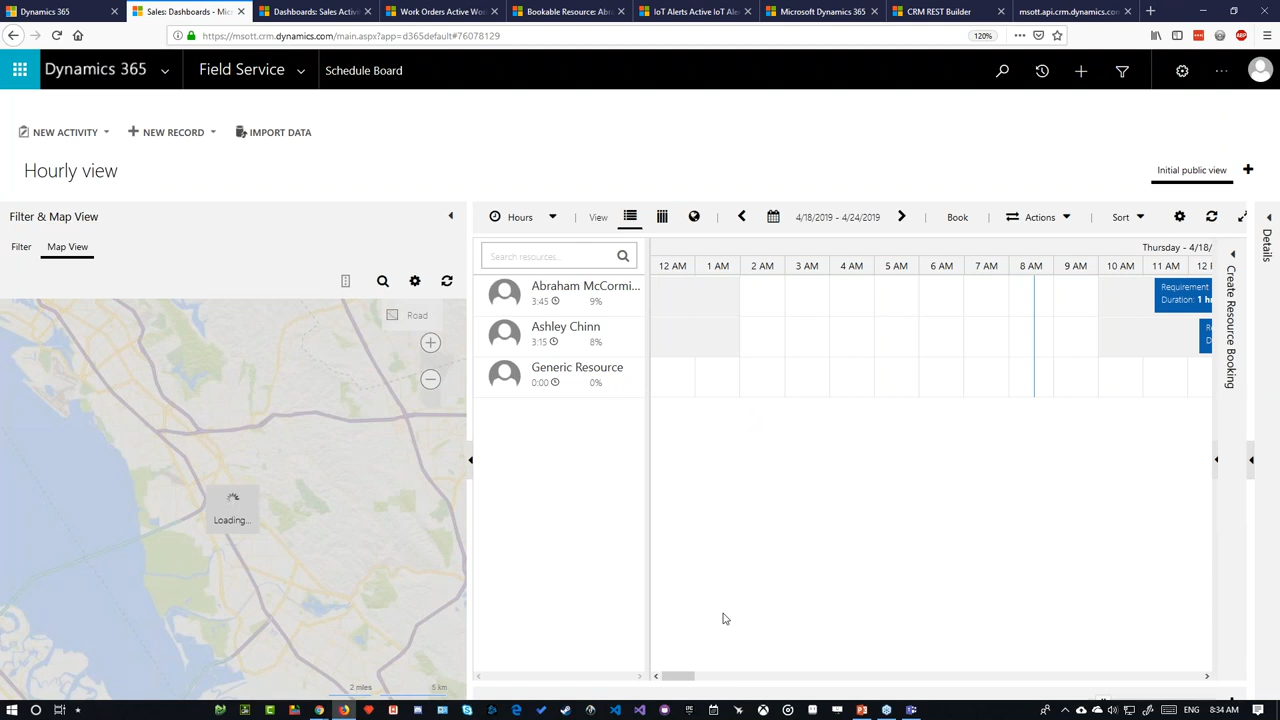 Dynamics 365
Sales: Dashboards - Mic
Dashboards: Sales Activi
Work Orders Active Wo
Bookable Resource: Abr
IoT Alerts Active IoT Ale
Microsoft Dynamics 365
CRM REST Builder
msott.api.crm.dynamics.com/
https://msott.crm.dynamics.com/main.aspx?app=d365default#76078129
120%
Dynamics 365
Field Service
Schedule Board
NEW ACTIVITY
NEW RECORD
IMPORT DATA
Hourly view
Initial public view
Filter & Map View
Filter
Map View
Road
Loading...
2 miles
5 km
Hours
View
4/18/2019 - 4/24/2019
Book
Actions
Sort
Details
Create Resource Booking
Search resources...
Thursday - 4/18/
12 AM
1 AM
2 AM
3 AM
4 AM
5 AM
6 AM
7 AM
8 AM
9 AM
10 AM
11 AM
12 P
Abraham McCormi...
3:45
9%
Requirement
Duration: 1 hr
Ashley Chinn
3:15
8%
Re
D
Generic Resource
0:00
0%
8:34 AM